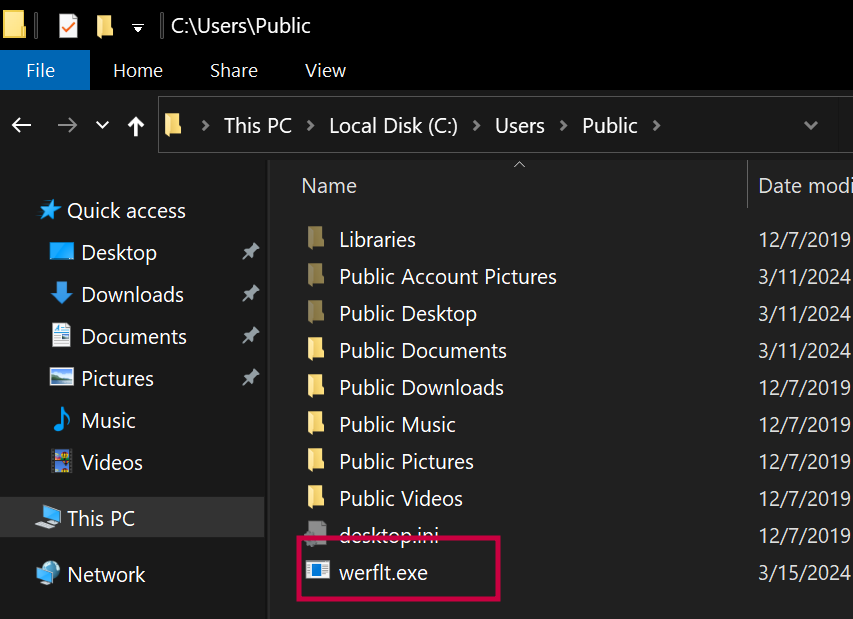 C:\Users\Public
File Home Share View
This PC Local Disk (C:) Users Public
Name Date modi
Quick access
Desktop
Downloads
Documents
Pictures
Music
Videos
This PC
Network
Libraries 12/7/2019
Public Account Pictures 3/11/2024
Public Desktop 3/11/2024
Public Documents 3/11/2024
Public Downloads 12/7/2019
Public Music 12/7/2019
Public Pictures 12/7/2019
Public Videos 12/7/2019
desktop.ini 12/7/2019
werflt.exe 3/15/2024